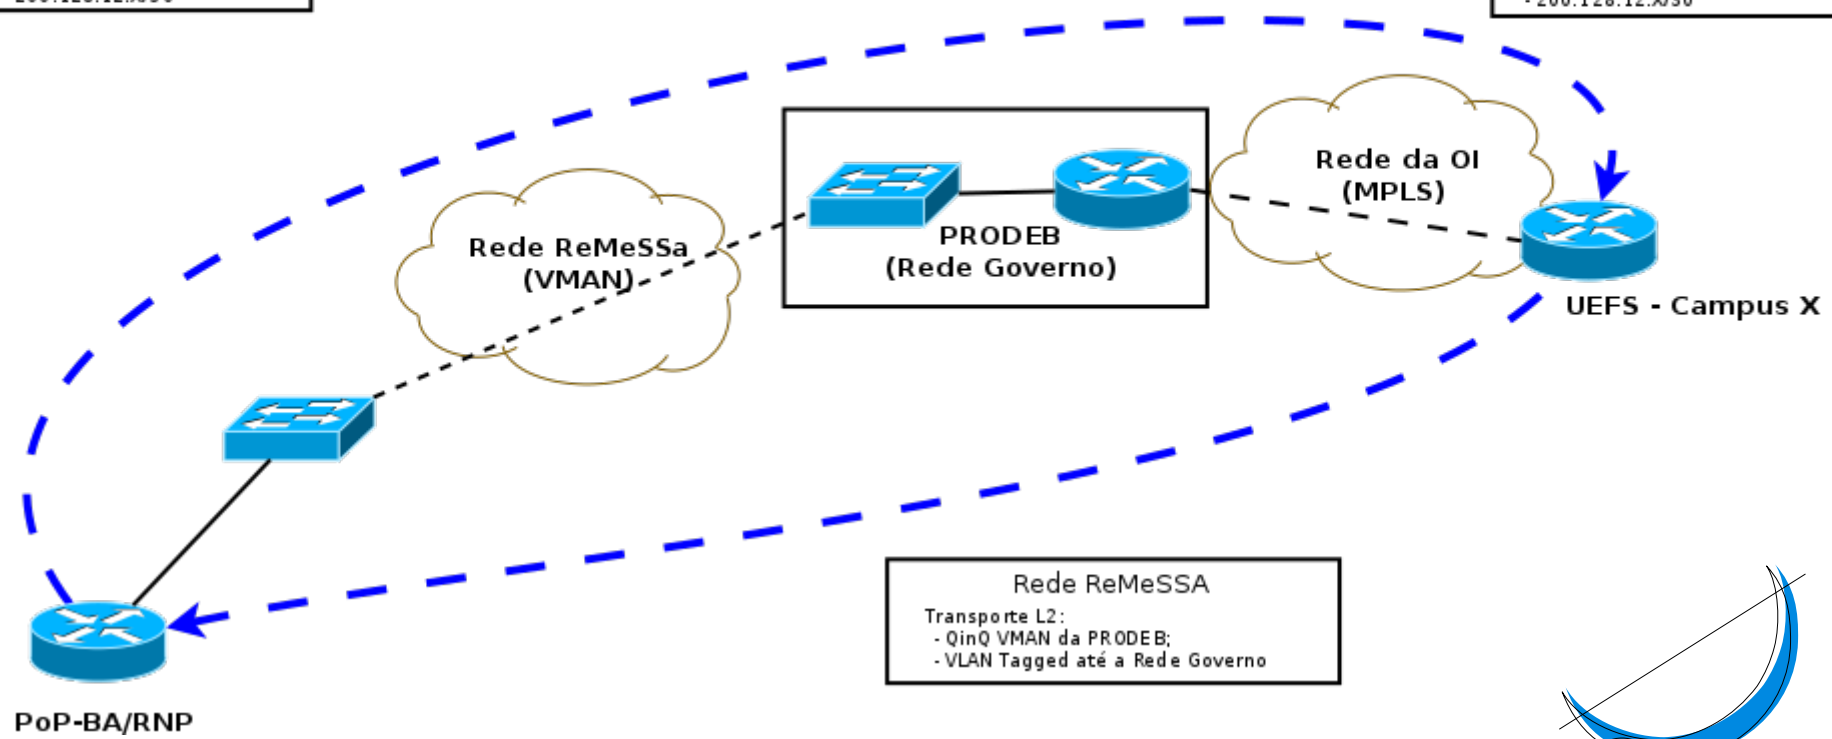 Rede da OI
(MPLS)
Rede ReMeSSa
(VMAN)
PRODEB
(Rede Governo)
UEFS - Campus X
Rede ReMeSSA
Transporte L2:
- QinQ VMAN da PRODEB;
- VLAN Tagged até a Rede Governo
PoP-BA/RNP